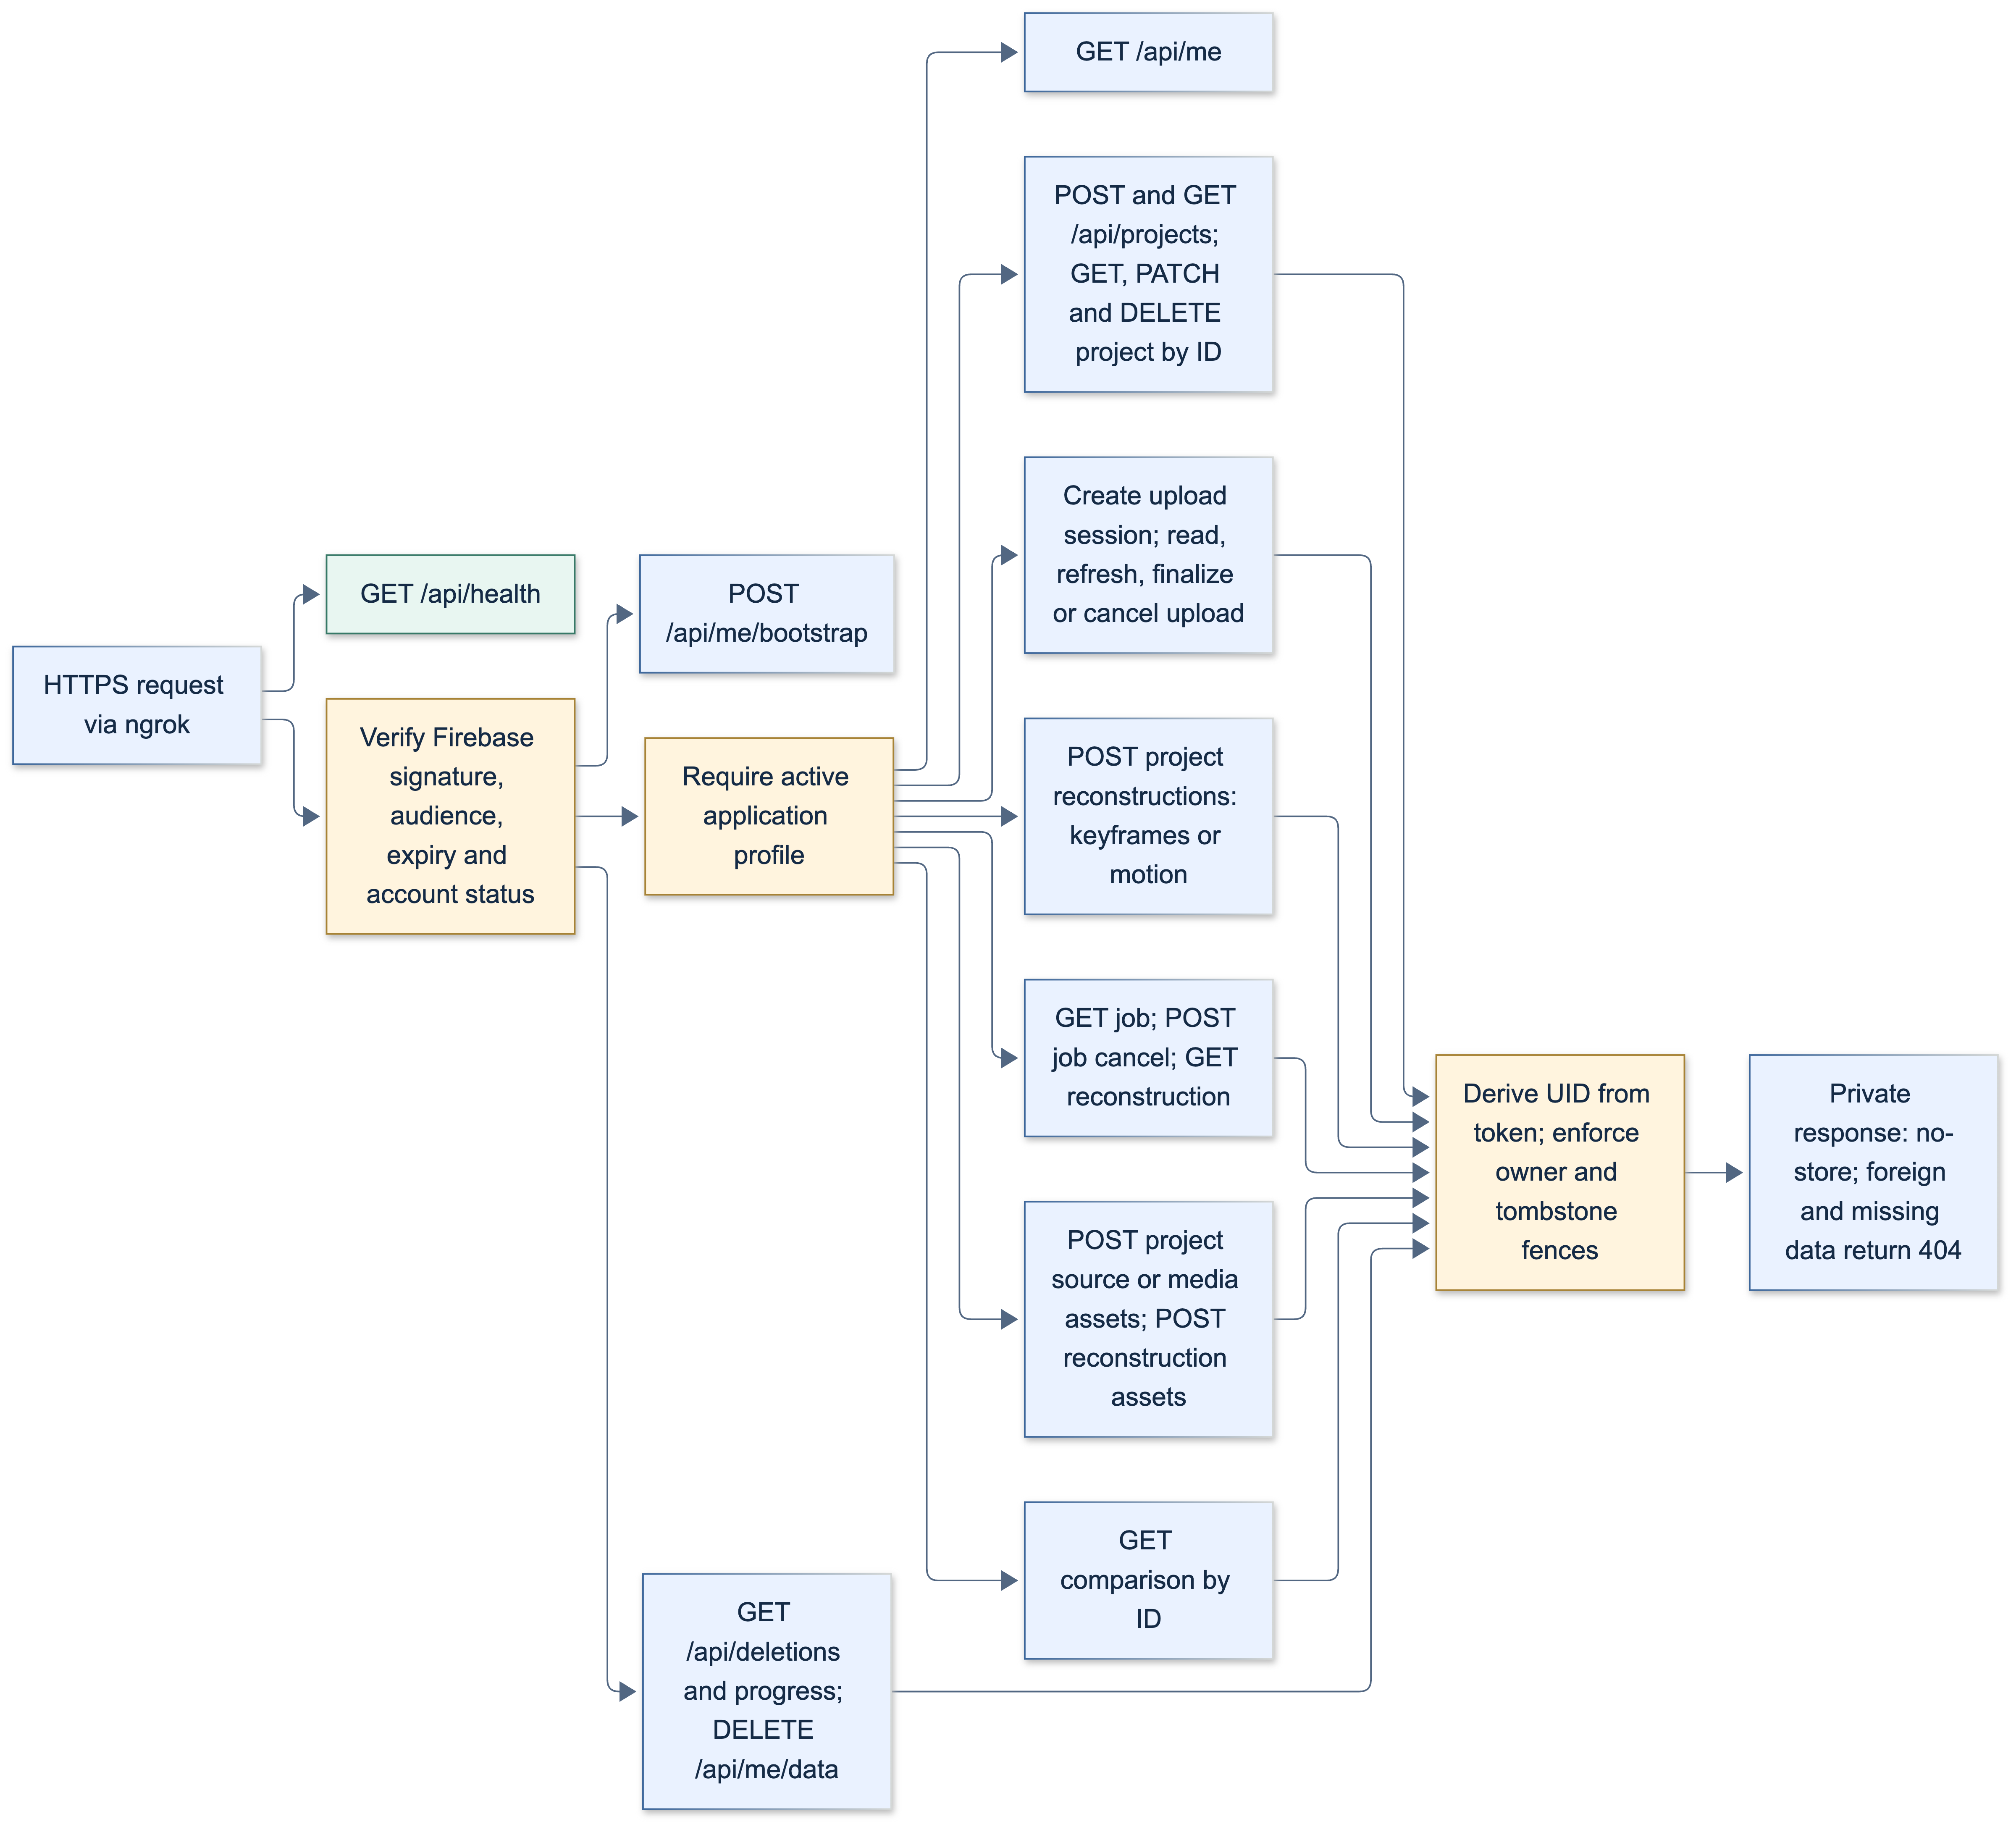 HTTPS request
via ngrok
GET /api/health
Verify Firebase
signature,
audience,
expiry and
account status
POST
/api/me/bootstrap
Require active
application
profile
GET
/api/deletions
and progress;
DELETE
/api/me/data
GET /api/me
POST and GET
/api/projects;
GET, PATCH
and DELETE
project by ID
Create upload
session; read,
refresh, finalize
or cancel upload
POST project
reconstructions:
keyframes or
motion
GET job; POST
job cancel; GET
reconstruction
POST project
source or media
assets; POST
reconstruction
assets
GET
comparison by
ID
Derive UID from
token; enforce
owner and
tombstone
fences
Private
response: no-
store; foreign
and missing
data return 404